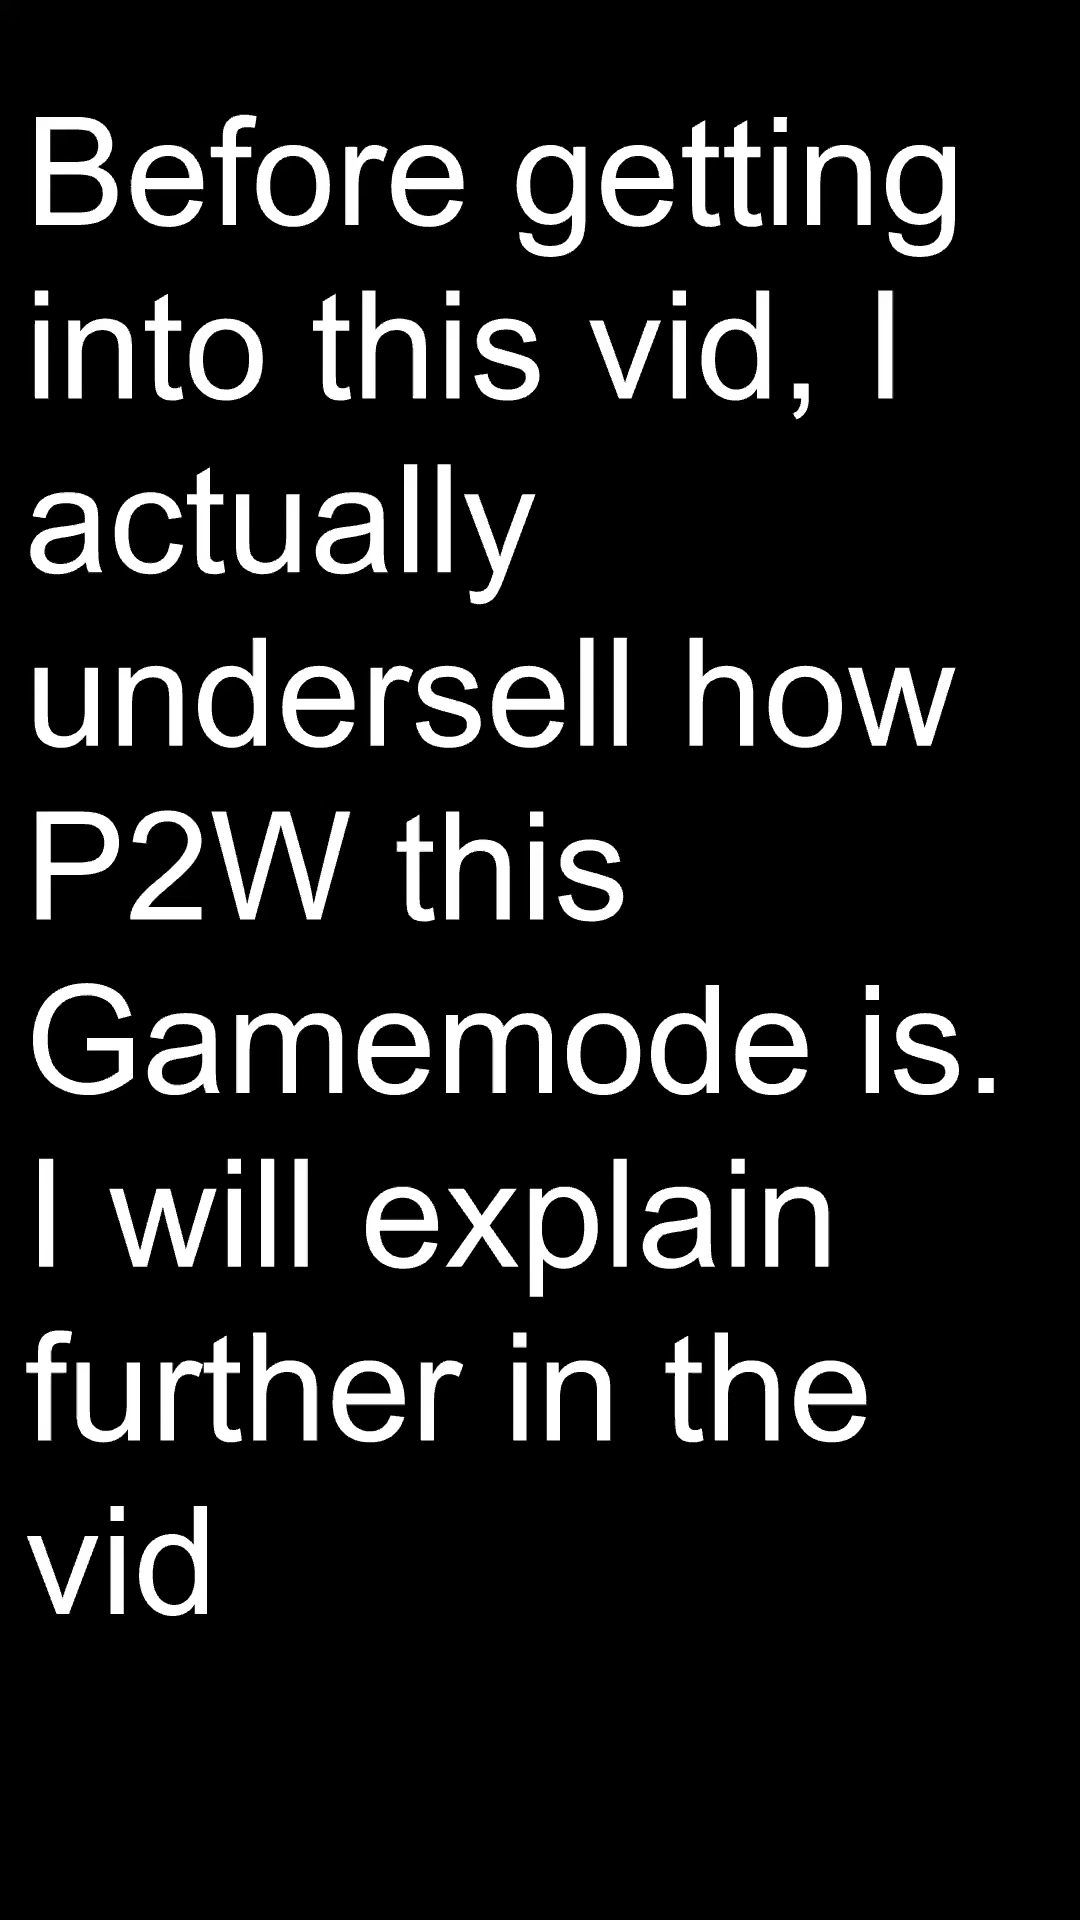 Before getting
into this vid, I
actually
undersell how
P2W this
Gamemode is.
I will explain
further in the
vid